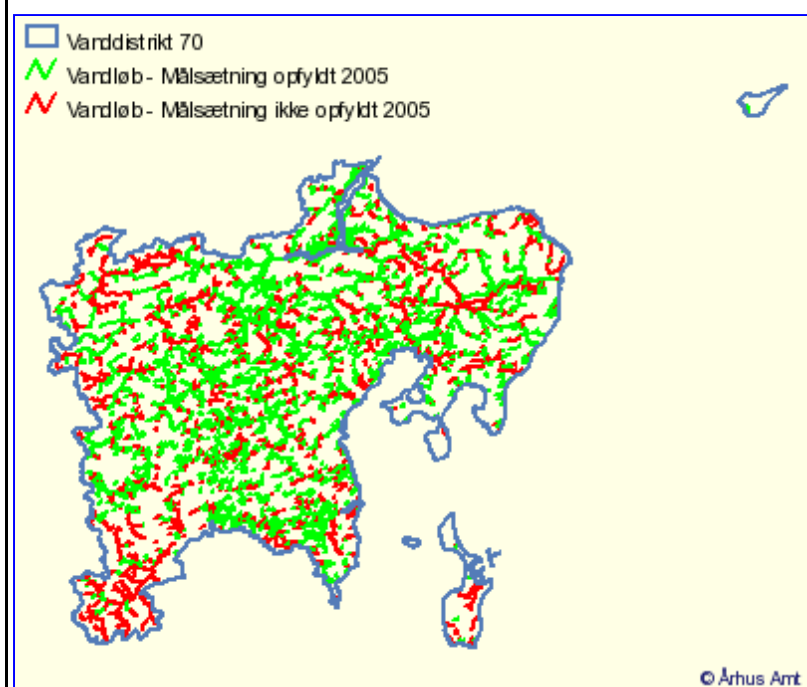 Vanddistrikt 70
Vandløb - Målsætning opfyldt 2005
Vandløb - Målsætning ikke opfyldt 2005
© Århus Amt